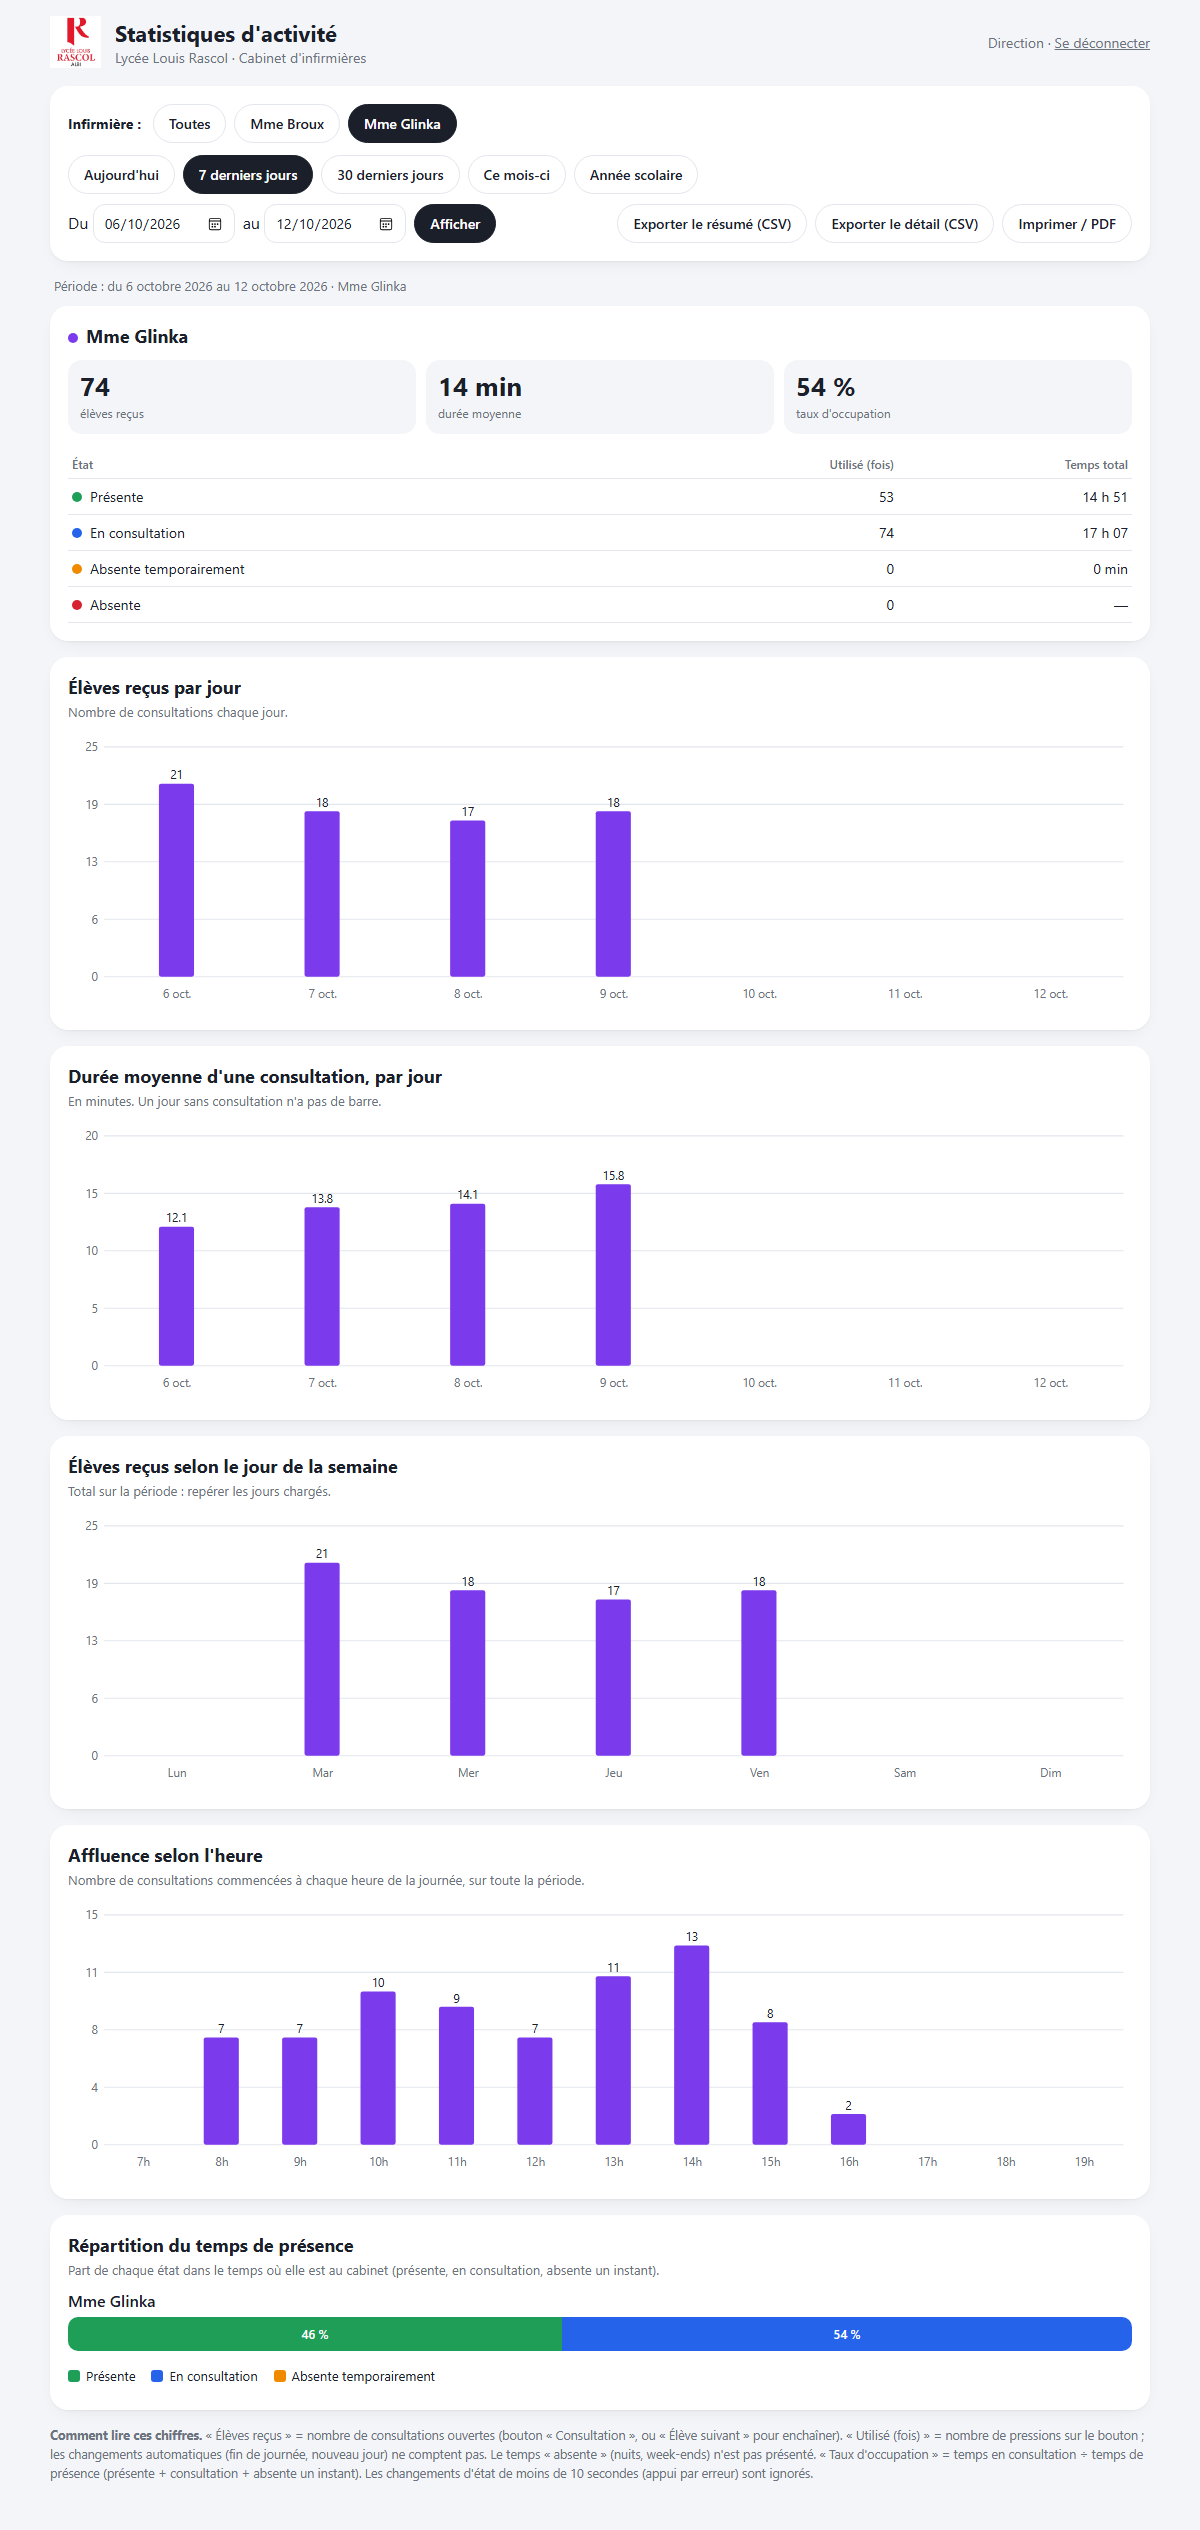 R
LYCÉE LOUIS
RASCOL
ALBI
Statistiques d'activité
Lycée Louis Rascol · Cabinet d'infirmières
Direction · Se déconnecter
Infirmière : Toutes Mme Broux Mme Glinka
Aujourd'hui 7 derniers jours 30 derniers jours Ce mois-ci Année scolaire
Du 06/10/2026 au 12/10/2026 Afficher Exporter le résumé (CSV) Exporter le détail (CSV) Imprimer / PDF
Période : du 6 octobre 2026 au 12 octobre 2026 · Mme Glinka
Mme Glinka
74 14 min 54 %
élèves reçus durée moyenne taux d'occupation
État Utilisé (fois) Temps total
Présente 53 14 h 51
En consultation 74 17 h 07
Absente temporairement 0 0 min
Absente 0 —
Élèves reçus par jour
Nombre de consultations chaque jour.
25
21
19 18 17 18
13
6
0
6 oct. 7 oct. 8 oct. 9 oct. 10 oct. 11 oct. 12 oct.
Durée moyenne d'une consultation, par jour
En minutes. Un jour sans consultation n'a pas de barre.
20
15 12.1 13.8 14.1 15.8
10
5
0
6 oct. 7 oct. 8 oct. 9 oct. 10 oct. 11 oct. 12 oct.
Élèves reçus selon le jour de la semaine
Total sur la période : repérer les jours chargés.
25
21
19 18 17 18
13
6
0
Lun Mar Mer Jeu Ven Sam Dim
Affluence selon l'heure
Nombre de consultations commencées à chaque heure de la journée, sur toute la période.
15
13
11 10 9 11
8 7 7 7 8
4 2
0
7h 8h 9h 10h 11h 12h 13h 14h 15h 16h 17h 18h 19h
Répartition du temps de présence
Part de chaque état dans le temps où elle est au cabinet (présente, en consultation, absente un instant).
Mme Glinka
46 % 54 %
Présente En consultation Absente temporairement
Comment lire ces chiffres. « Élèves reçus » = nombre de consultations ouvertes (bouton « Consultation », ou « Élève suivant » pour enchaîner). « Utilisé (fois) » = nombre de pressions sur le bouton ;
les changements automatiques (fin de journée, nouveau jour) ne comptent pas. Le temps « absente » (nuits, week-ends) n'est pas présenté. « Taux d'occupation » = temps en consultation ÷ temps de
présence (présente + consultation + absente un instant). Les changements d'état de moins de 10 secondes (appui par erreur) sont ignorés.